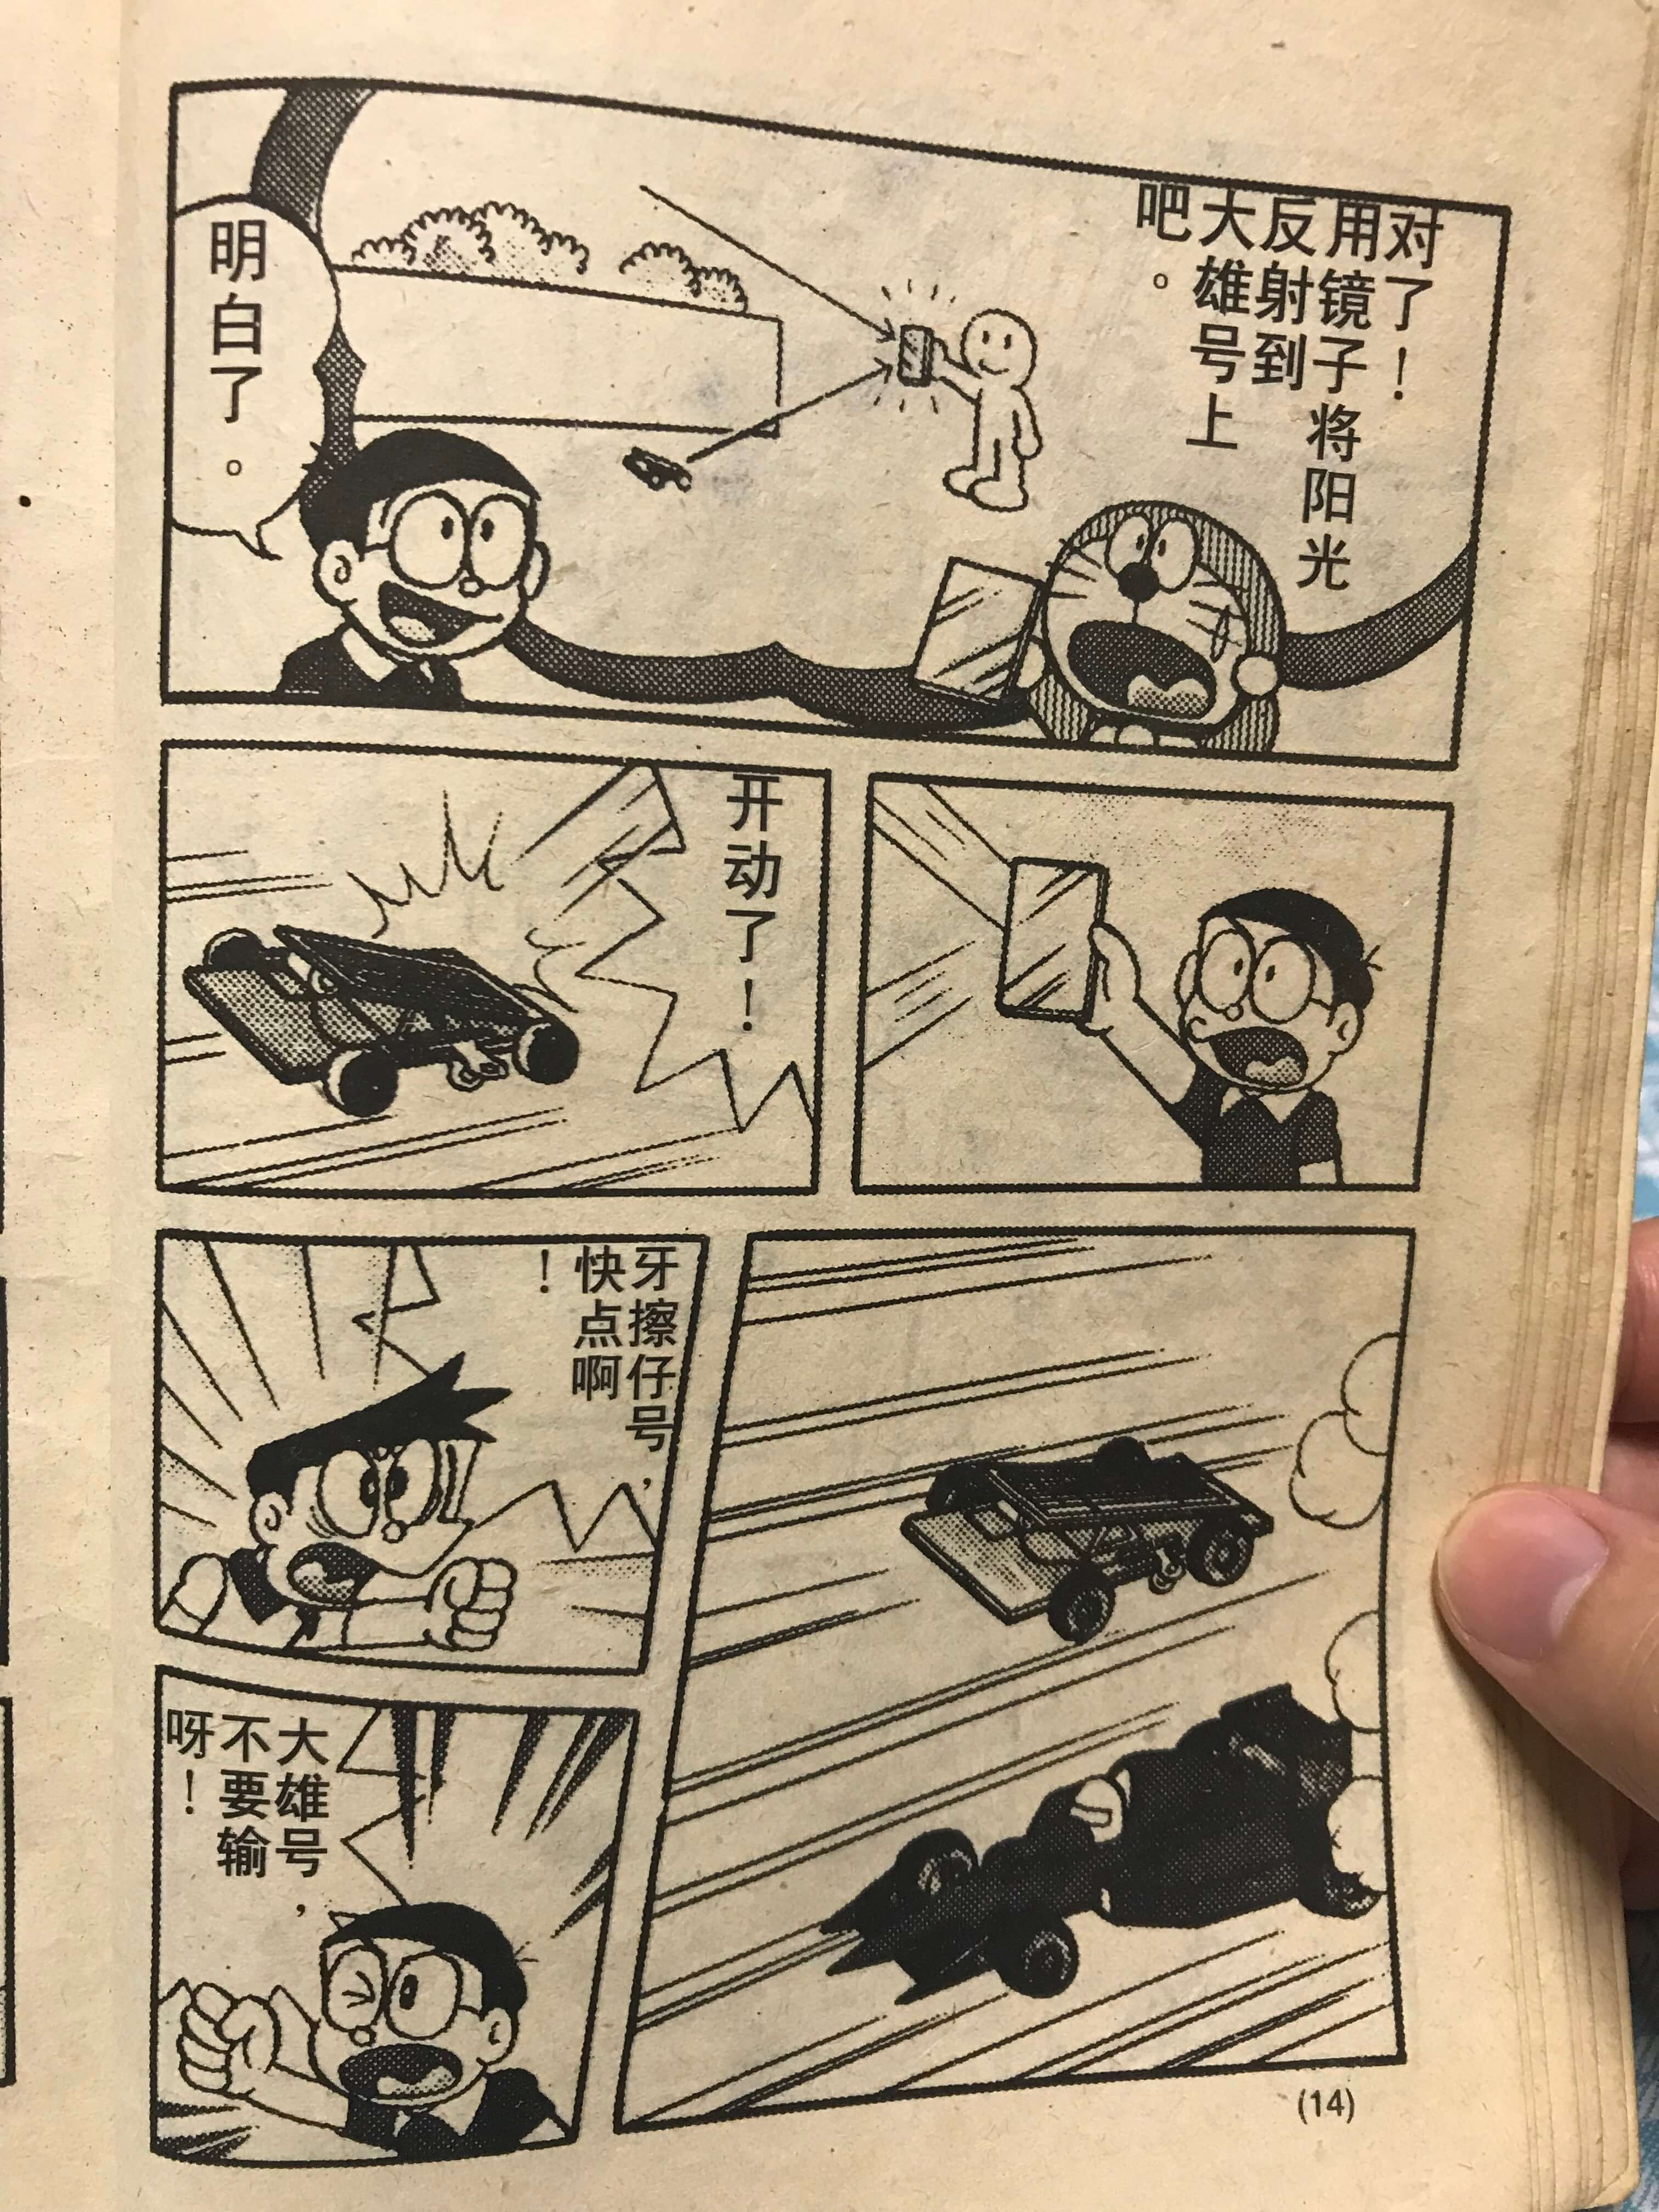 对了！
用镜子将阳光
反射到
大雄号上
吧。
明白了。
开动了！
牙擦仔号，
快点啊
！
大雄号，
不要输
呀！
(14)